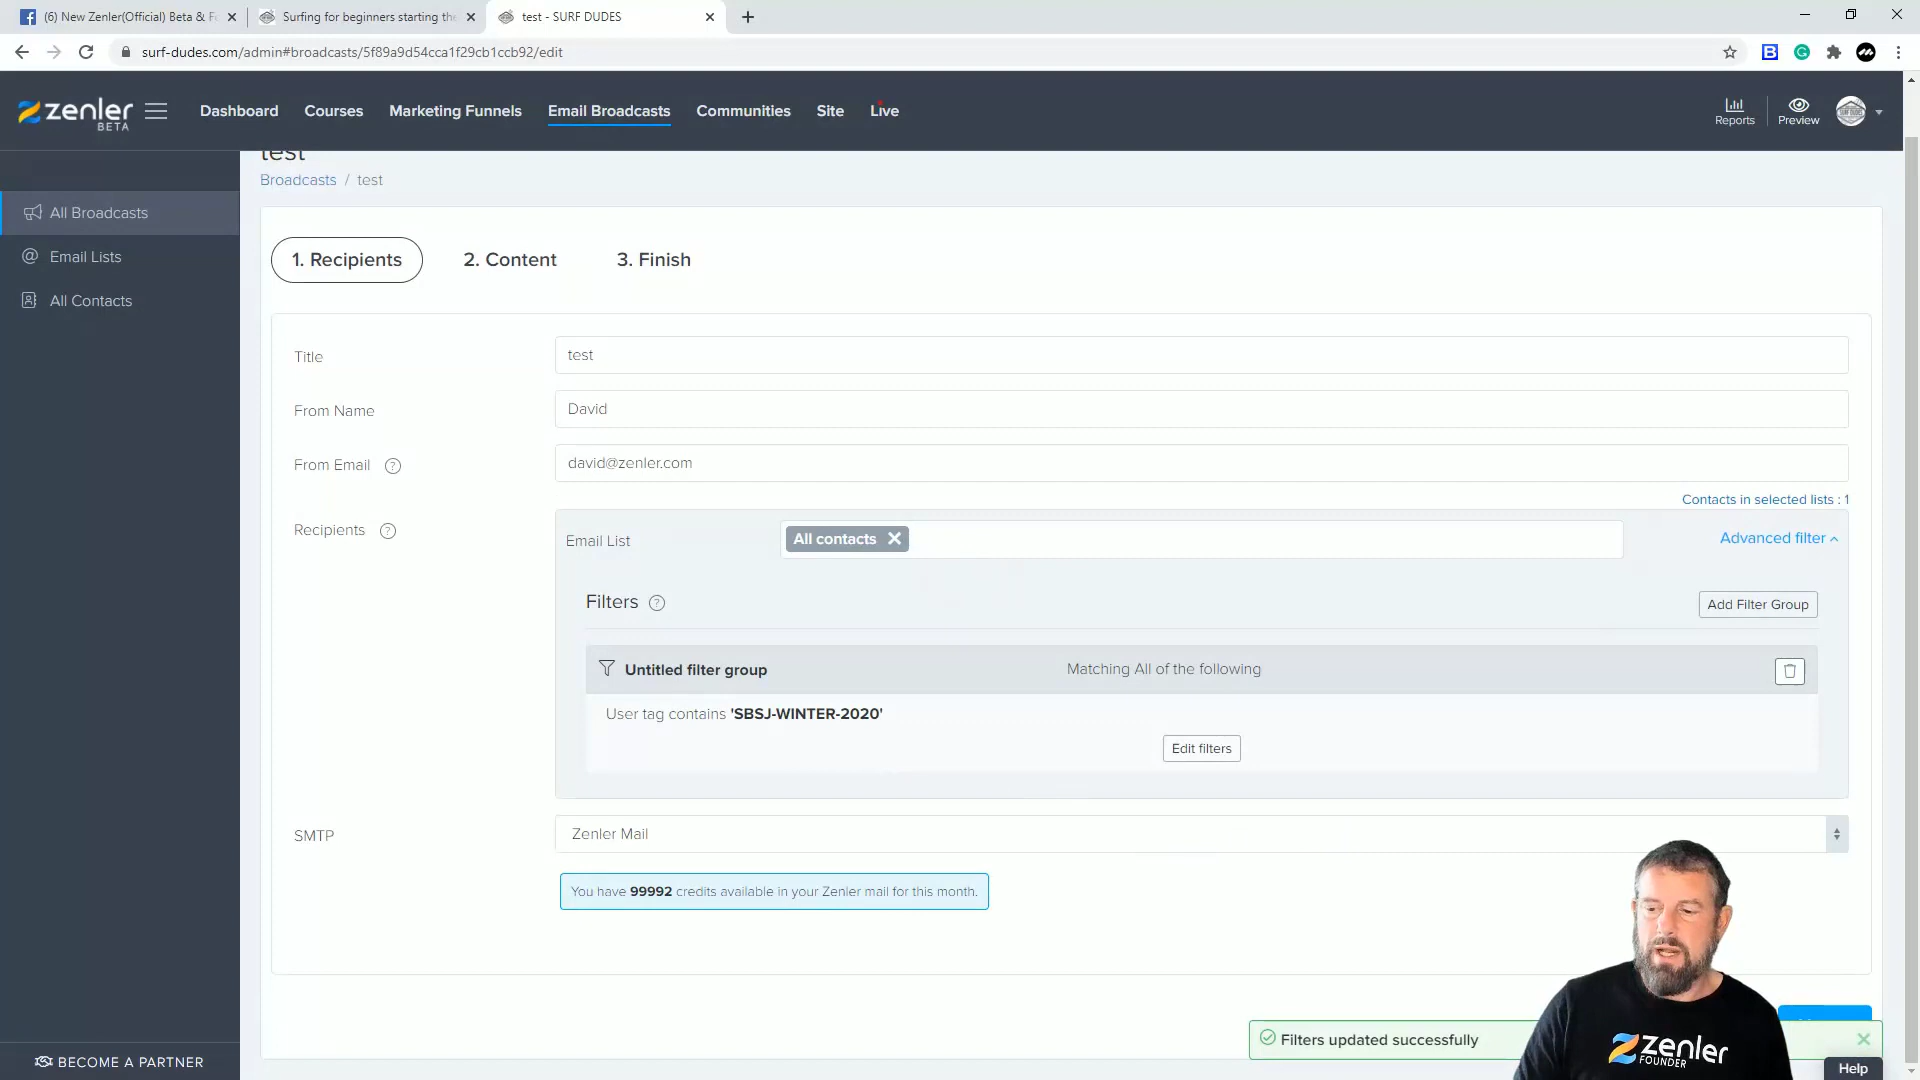 (6) New Zenler(Official) Beta & Fo
Surfing for beginners starting the
test - SURF DUDES
surf-dudes.com/admin#broadcasts/5f89a9d54cca1f29cb1ccb92/edit
zenler
BETA
Dashboard
Courses
Marketing Funnels
Email Broadcasts
Communities
Site
Live
Reports
Preview
All Broadcasts
Email Lists
All Contacts
BECOME A PARTNER
test
Broadcasts / test
1. Recipients
2. Content
3. Finish
Title
test
From Name
David
From Email ?
david@zenler.com
Contacts in selected lists : 1
Recipients ?
Email List
All contacts
Advanced filter
Filters ?
Add Filter Group
Untitled filter group
Matching All of the following
User tag contains 'SBSJ-WINTER-2020'
Edit filters
SMTP
Zenler Mail
You have 99992 credits available in your Zenler mail for this month.
Filters updated successfully
zenler
FOUNDER
Help